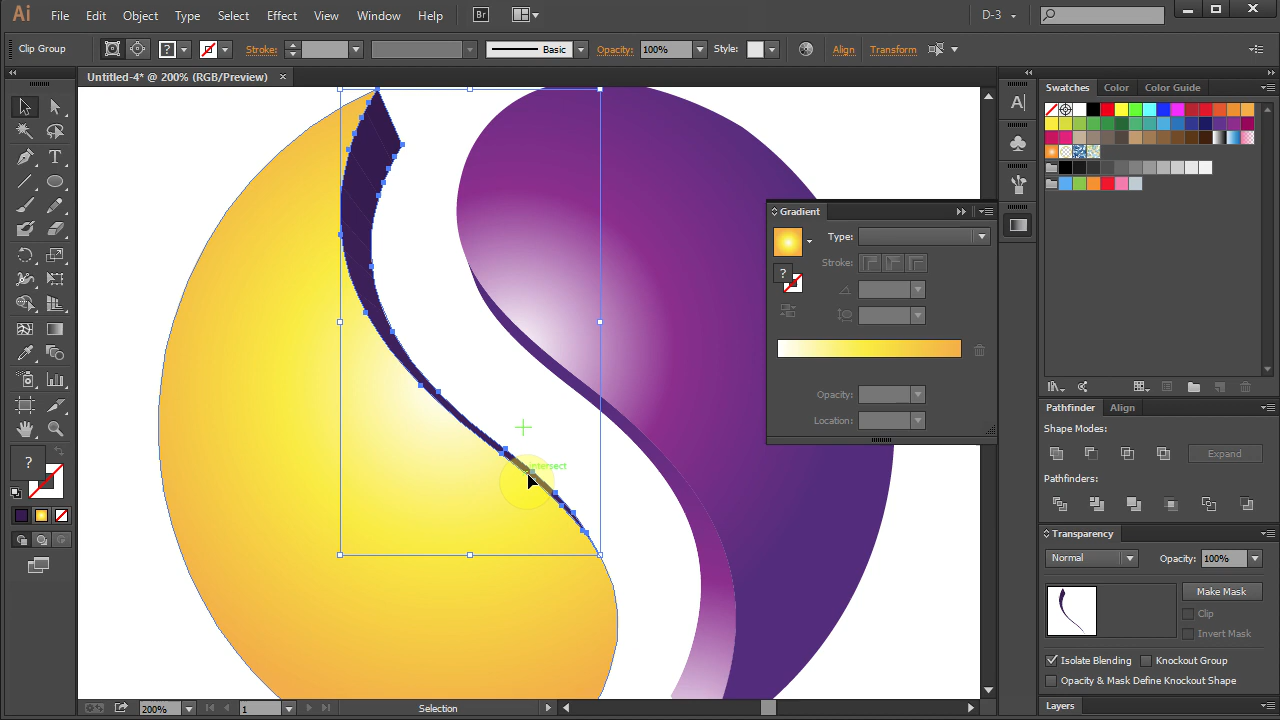 Ai File Edit Object Type Select Effect View Window Help Br D-3
Clip Group ? Stroke: Basic Opacity: 100% Style: Align Transform
Untitled-4* @ 200% (RGB/Preview)
Swatches Color Color Guide
Gradient
Type:
Stroke:
?
Opacity:
Location:
intersect
Pathfinder Align
Shape Modes:
Expand
Pathfinders:
?
Transparency
Normal Opacity: 100%
Make Mask
Clip
Invert Mask
Isolate Blending Knockout Group
Opacity & Mask Define Knockout Shape
Layers
200% 1 Selection